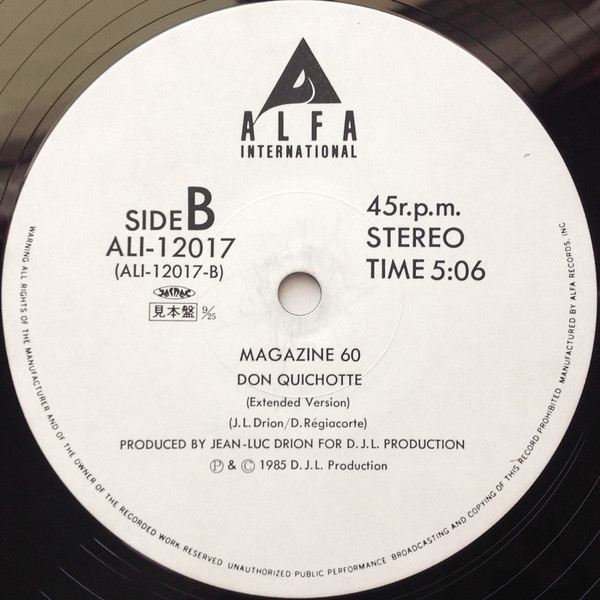 ALFA
INTERNATIONAL
SIDE B
ALI-12017
(ALI-12017-B)
JASRAC
見本盤 9/25
45r.p.m.
STEREO
TIME 5:06
MAGAZINE 60
DON QUICHOTTE
(Extended Version)
(J.L.Drion/D.Régiacorte)
PRODUCED BY JEAN-LUC DRION FOR D.J.L. PRODUCTION
Ⓟ & © 1985 D.J.L. Production
WARNING ALL RIGHTS OF THE MANUFACTURER AND OF THE OWNER OF THE RECORDED WORK RESERVED UNAUTHORIZED PUBLIC PERFORMANCE BROADCASTING AND COPYING OF THIS RECORD PROHIBITED. MANUFACTURED BY ALFA RECORDS, INC